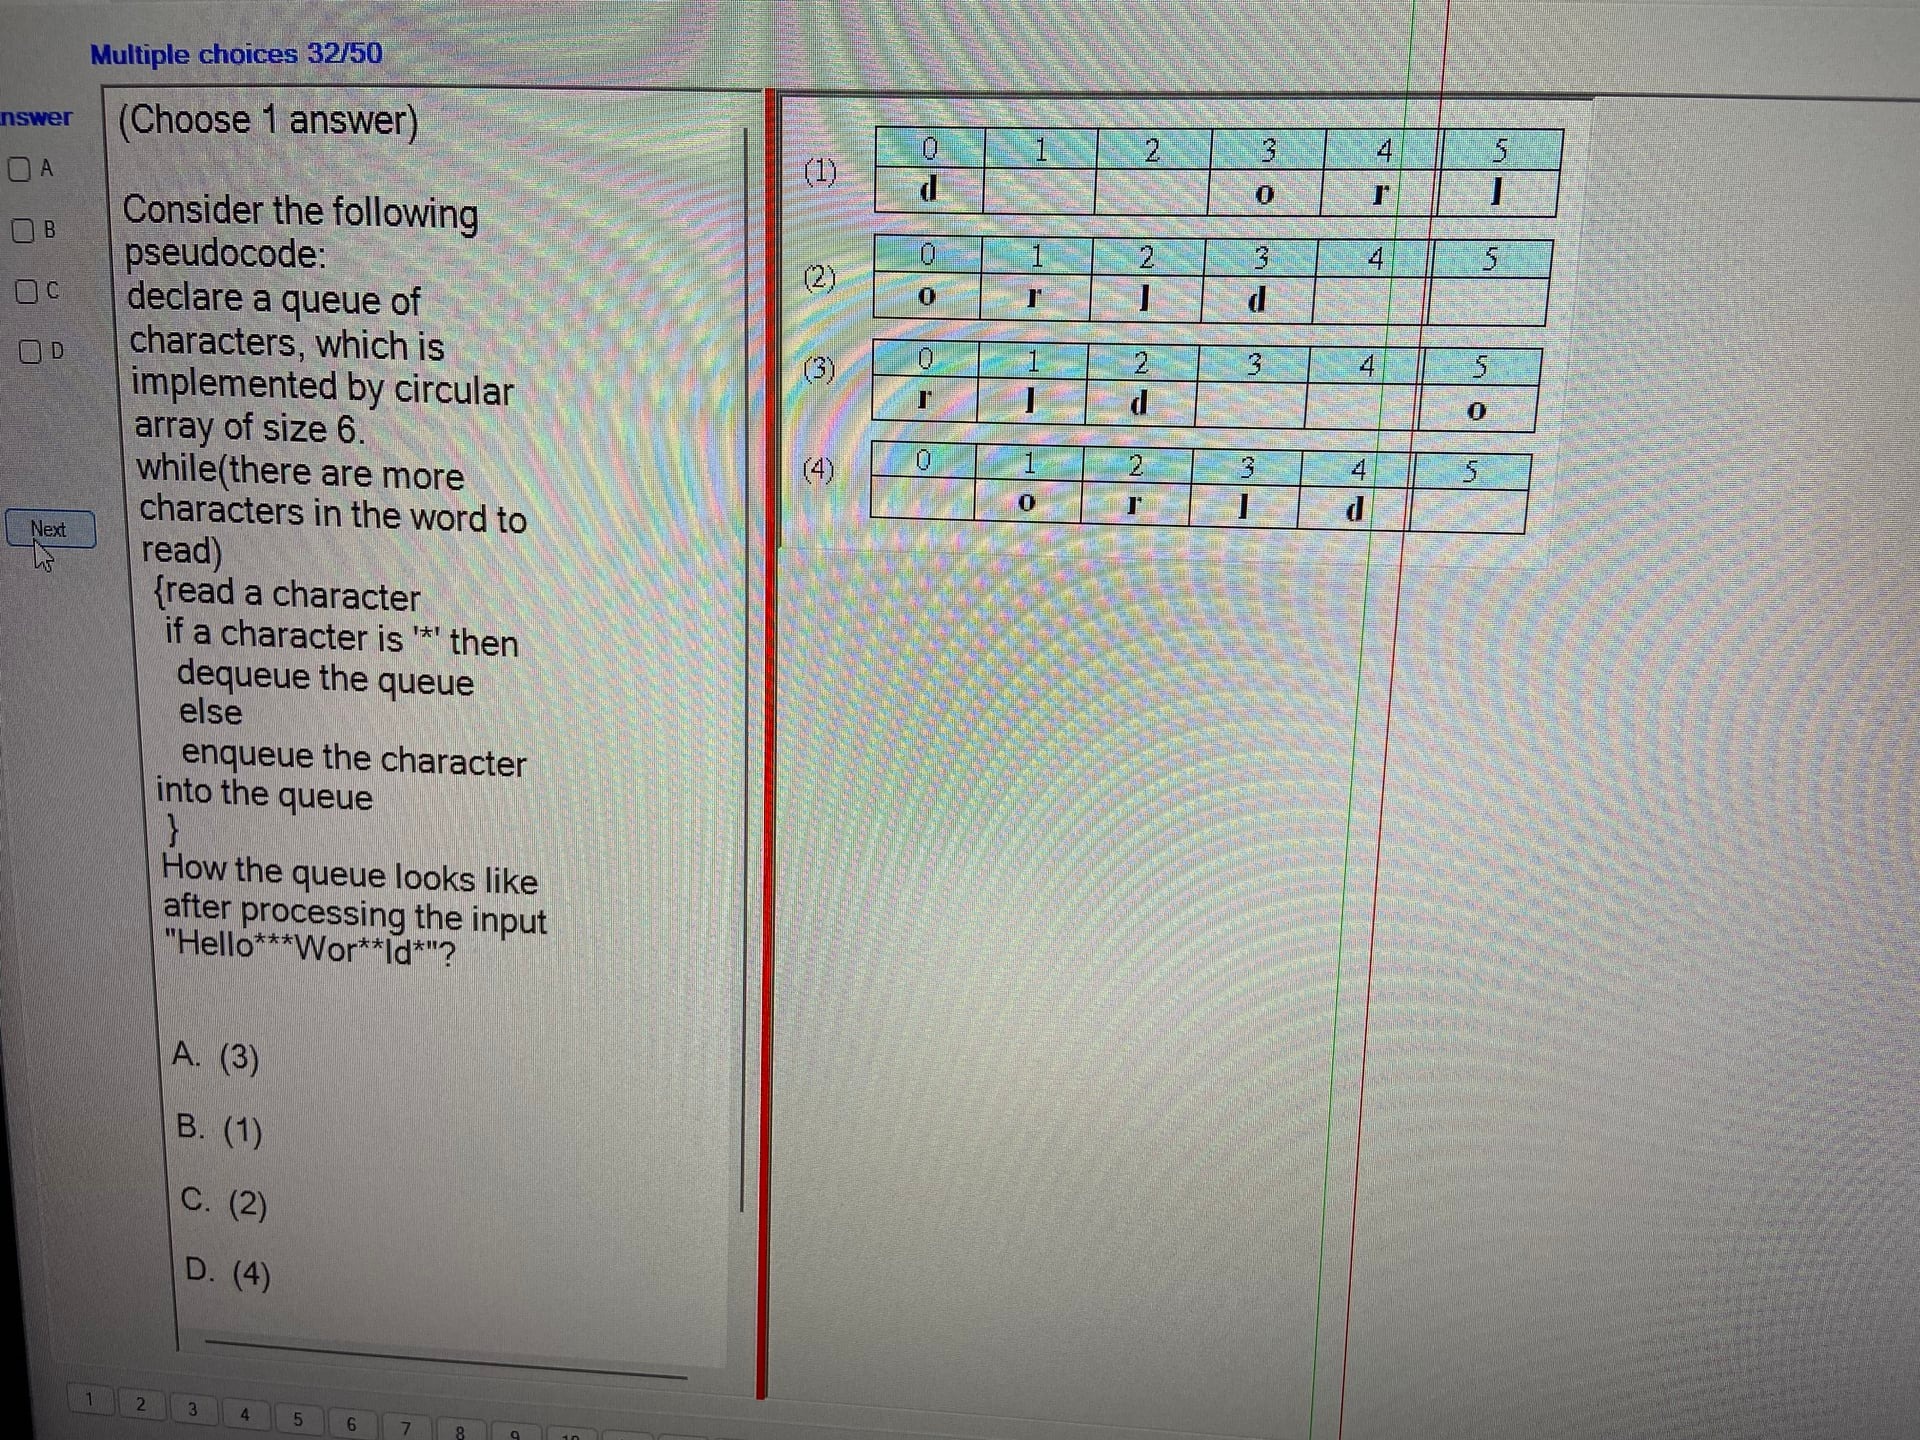 Multiple choices 32/50
nswer
A
B
C
D
Next
(Choose 1 answer)
Consider the following
pseudocode:
declare a queue of
characters, which is
implemented by circular
array of size 6.
while(there are more
characters in the word to
read)
{read a character
if a character is '*' then
dequeue the queue
else
enqueue the character
into the queue
}
How the queue looks like
after processing the input
"Hello***Wor**ld*"?
A. (3)
B. (1)
C. (2)
D. (4)
(1)
0 1 2 3 4 5
d o r l
(2)
0 1 2 3 4 5
o r l d
(3)
0 1 2 3 4 5
r l d o
(4)
0 1 2 3 4 5
o r l d
1 2 3 4 5 6 7 8 9 10